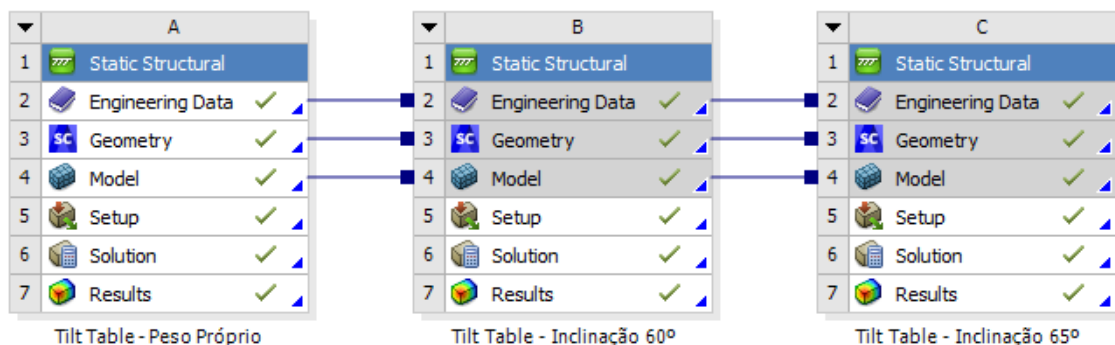 A
1 Static Structural
2 Engineering Data
3 SC Geometry
4 Model
5 Setup
6 Solution
7 Results
Tilt Table - Peso Próprio
B
1 Static Structural
2 Engineering Data
3 SC Geometry
4 Model
5 Setup
6 Solution
7 Results
Tilt Table - Inclinação 60º
C
1 Static Structural
2 Engineering Data
3 SC Geometry
4 Model
5 Setup
6 Solution
7 Results
Tilt Table - Inclinação 65º